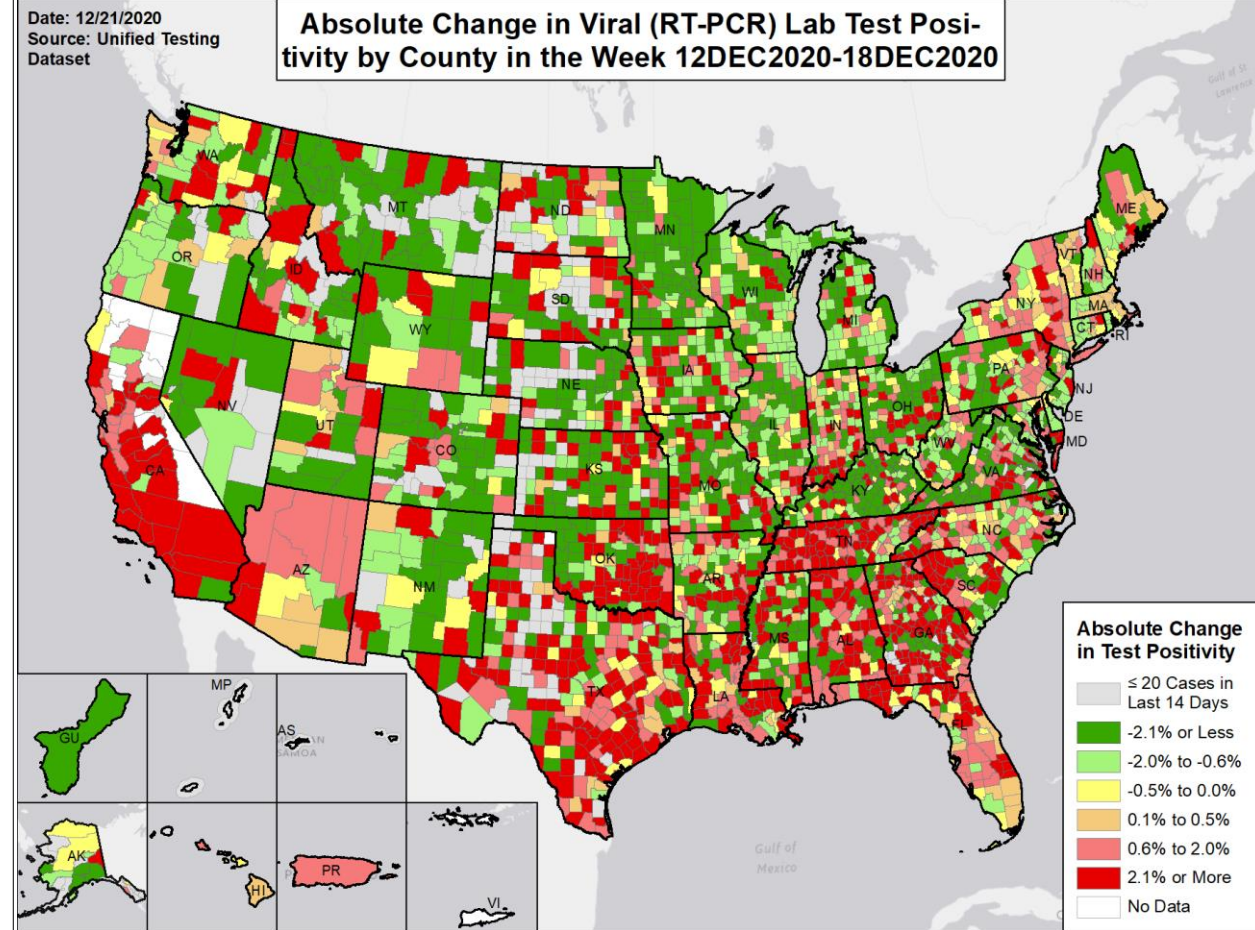 Date: 12/21/2020
Source: Unified Testing
Dataset
Absolute Change in Viral (RT-PCR) Lab Test Posi-
tivity by County in the Week 12DEC2020-18DEC2020
Gulf of St
Lawrence
WA
MT
ND
MN
ME
OR
ID
SD
WI
VT
NH
NY
MA
CT
RI
WY
MI
IA
PA
NJ
NE
NV
UT
CO
IL
IN
OH
DE
MD
WV
VA
CA
KS
MO
KY
NC
TN
AZ
NM
OK
AR
SC
MS
AL
GA
TX
LA
FL
Gulf of
Mexico
GU
MP
AS
SAMOA
AK
HI
PR
VI
Absolute Change
in Test Positivity
≤ 20 Cases in
Last 14 Days
-2.1% or Less
-2.0% to -0.6%
-0.5% to 0.0%
0.1% to 0.5%
0.6% to 2.0%
2.1% or More
No Data